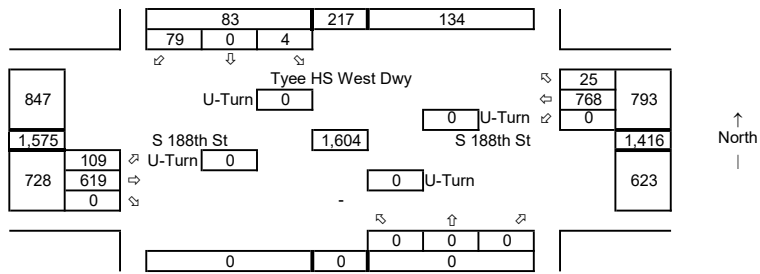 83 217 134
79 0 4
⬃ ⇩ ⬂
Tyee HS West Dwy
⬁ 25
847 U-Turn 0 ⇦ 768 793
0 U-Turn ⬃ 0
1,575 S 188th St 1,604 S 188th St 1,416
↑
North
|
109 ⬀ U-Turn 0
728 619 ⇨ 0 U-Turn 623
0 ⬂ -
⬁ ⇧ ⬀
0 0 0
0 0 0